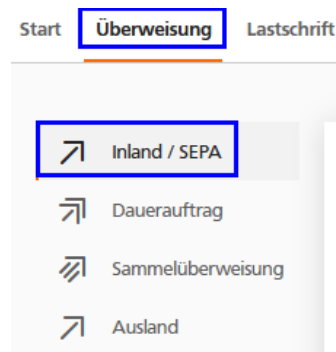 Start Überweisung Lastschrift
Inland / SEPA
Dauerauftrag
Sammelüberweisung
Ausland